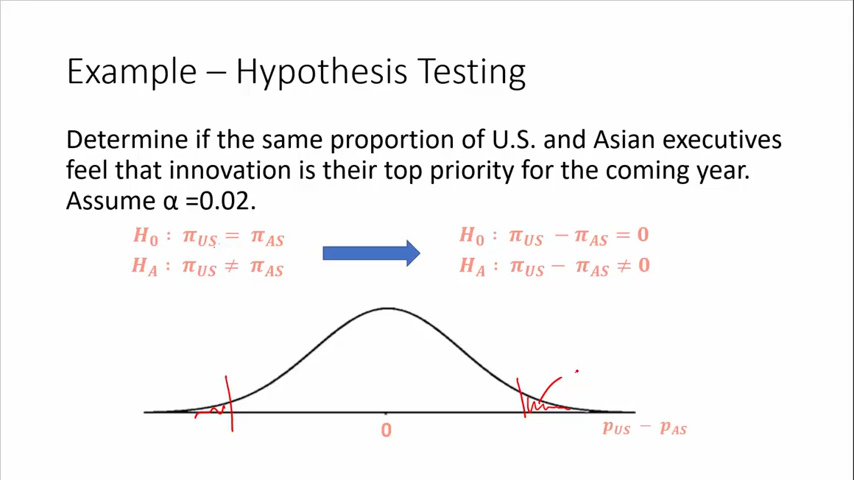 Example – Hypothesis Testing
Determine if the same proportion of U.S. and Asian executives
feel that innovation is their top priority for the coming year.
Assume α =0.02.
H₀ : π_US = π_AS
H_A : π_US ≠ π_AS
H₀ : π_US − π_AS = 0
H_A : π_US − π_AS ≠ 0
0
p_US − p_AS